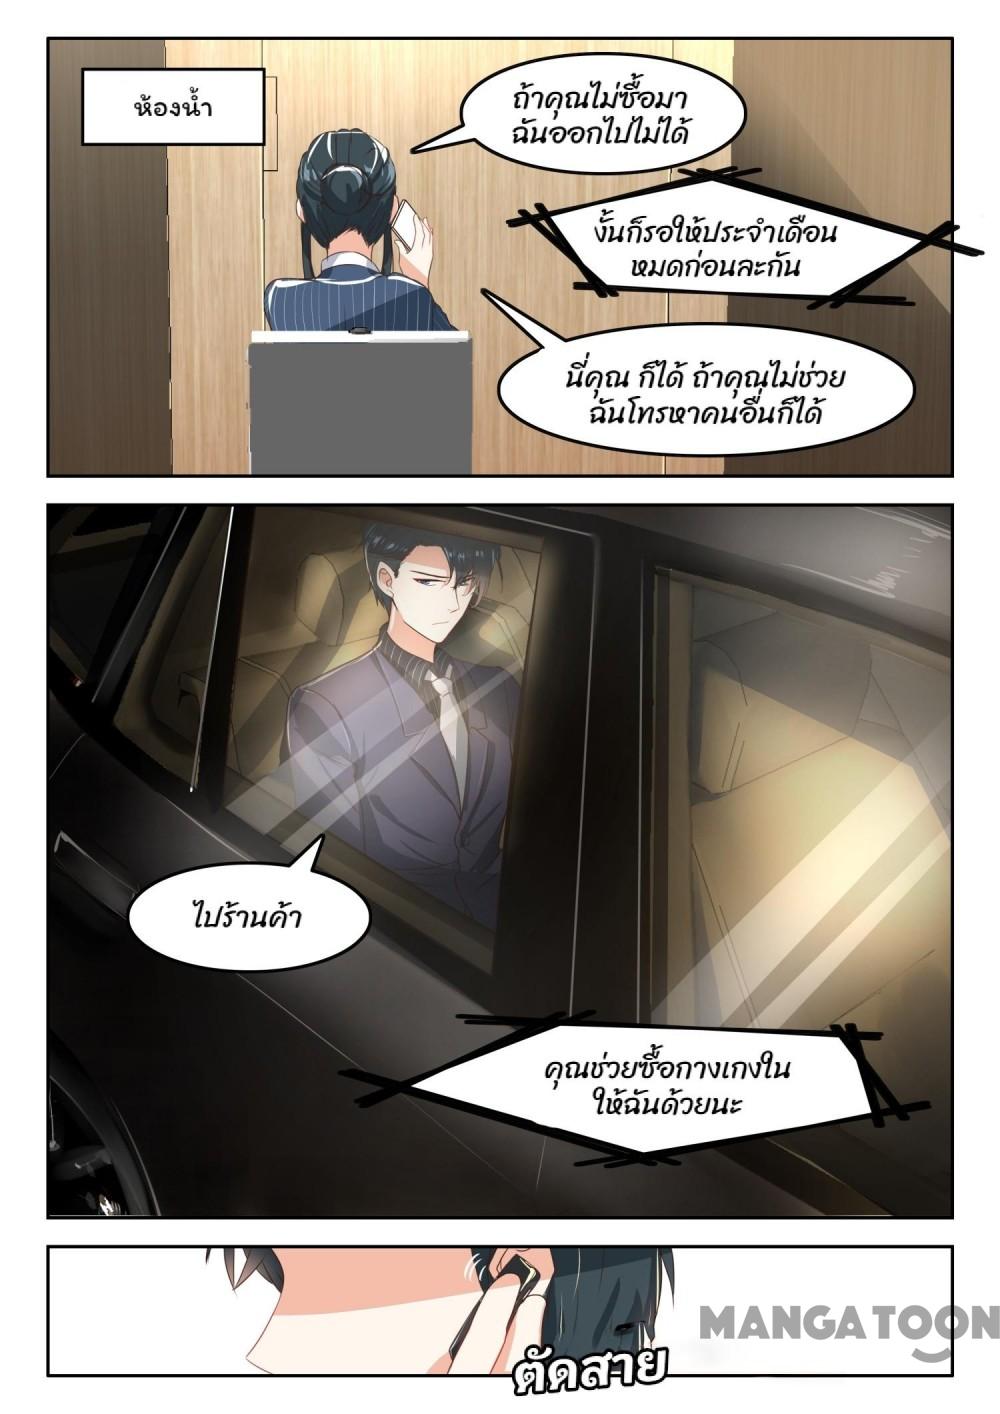 ห้องน้ำ
ถ้าคุณไม่ซื้อมา
ฉันออกไปไม่ได้
งั้นก็รอให้ประจำเดือน
หมดก่อนละกัน
นี่คุณ ก็ได้ ถ้าคุณไม่ช่วย
ฉันโทรหาคนอื่นก็ได้
ไปร้านค้า
คุณช่วยซื้อกางเกงใน
ให้ฉันด้วยนะ
MANGATOON
ตัดสาย